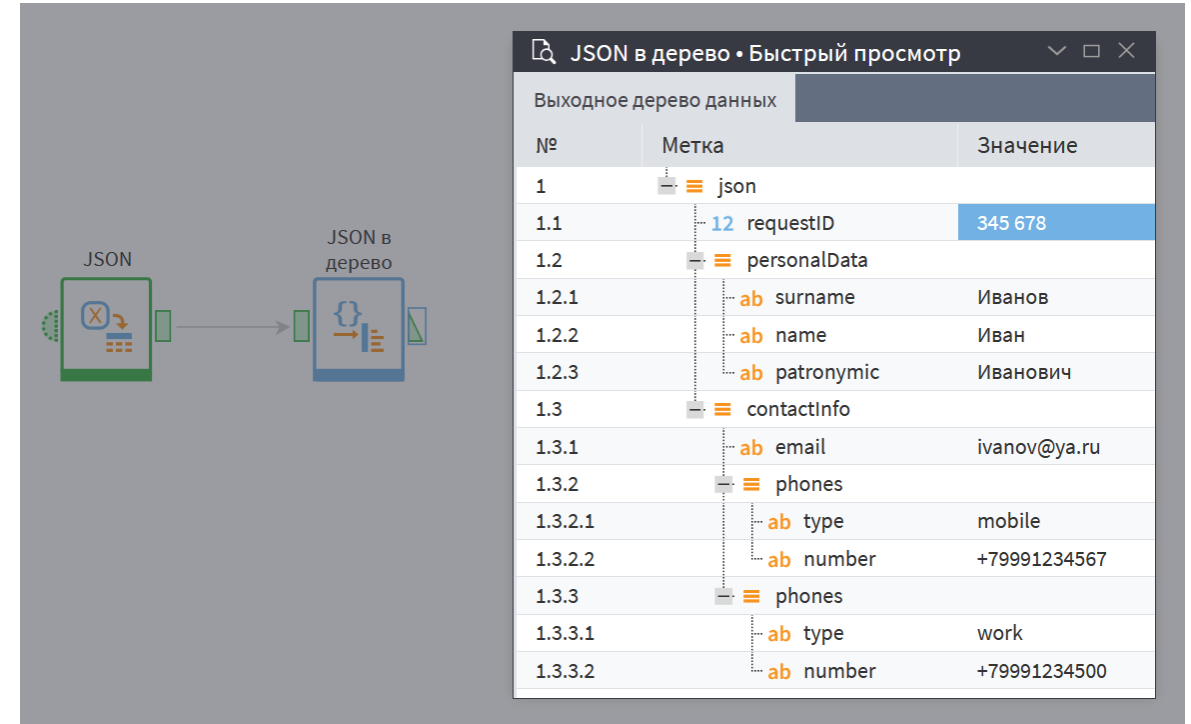 JSON в дерево • Быстрый просмотр
Выходное дерево данных
№ Метка Значение
1 json
1.1 12 requestID 345 678
1.2 personalData
1.2.1 ab surname Иванов
1.2.2 ab name Иван
1.2.3 ab patronymic Иванович
1.3 contactInfo
1.3.1 ab email ivanov@ya.ru
1.3.2 phones
1.3.2.1 ab type mobile
1.3.2.2 ab number +79991234567
1.3.3 phones
1.3.3.1 ab type work
1.3.3.2 ab number +79991234500
JSON
JSON в
дерево